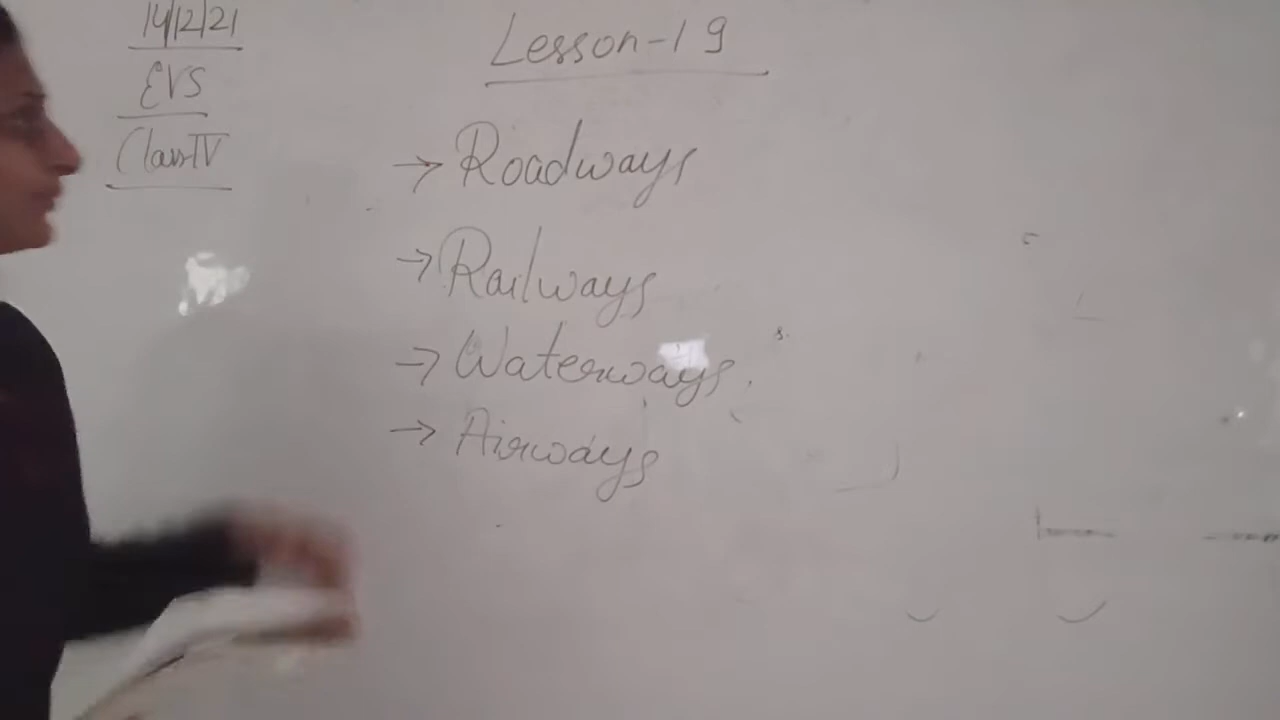 14/12/21
EVS
Class IV
Lesson-19
→ Roadways
→ Railways
→ Waterways.
→ Airways